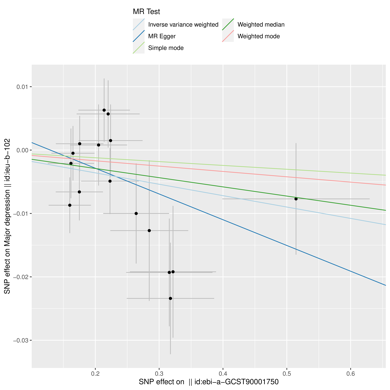 MR Test
Inverse variance weighted
Weighted median
MR Egger
Weighted mode
Simple mode
SNP effect on Major depression || id:ieu-b-102
0.01
0.00
-0.01
-0.02
-0.03
0.2 0.3 0.4 0.5 0.6
SNP effect on || id:ebi-a-GCST90001750